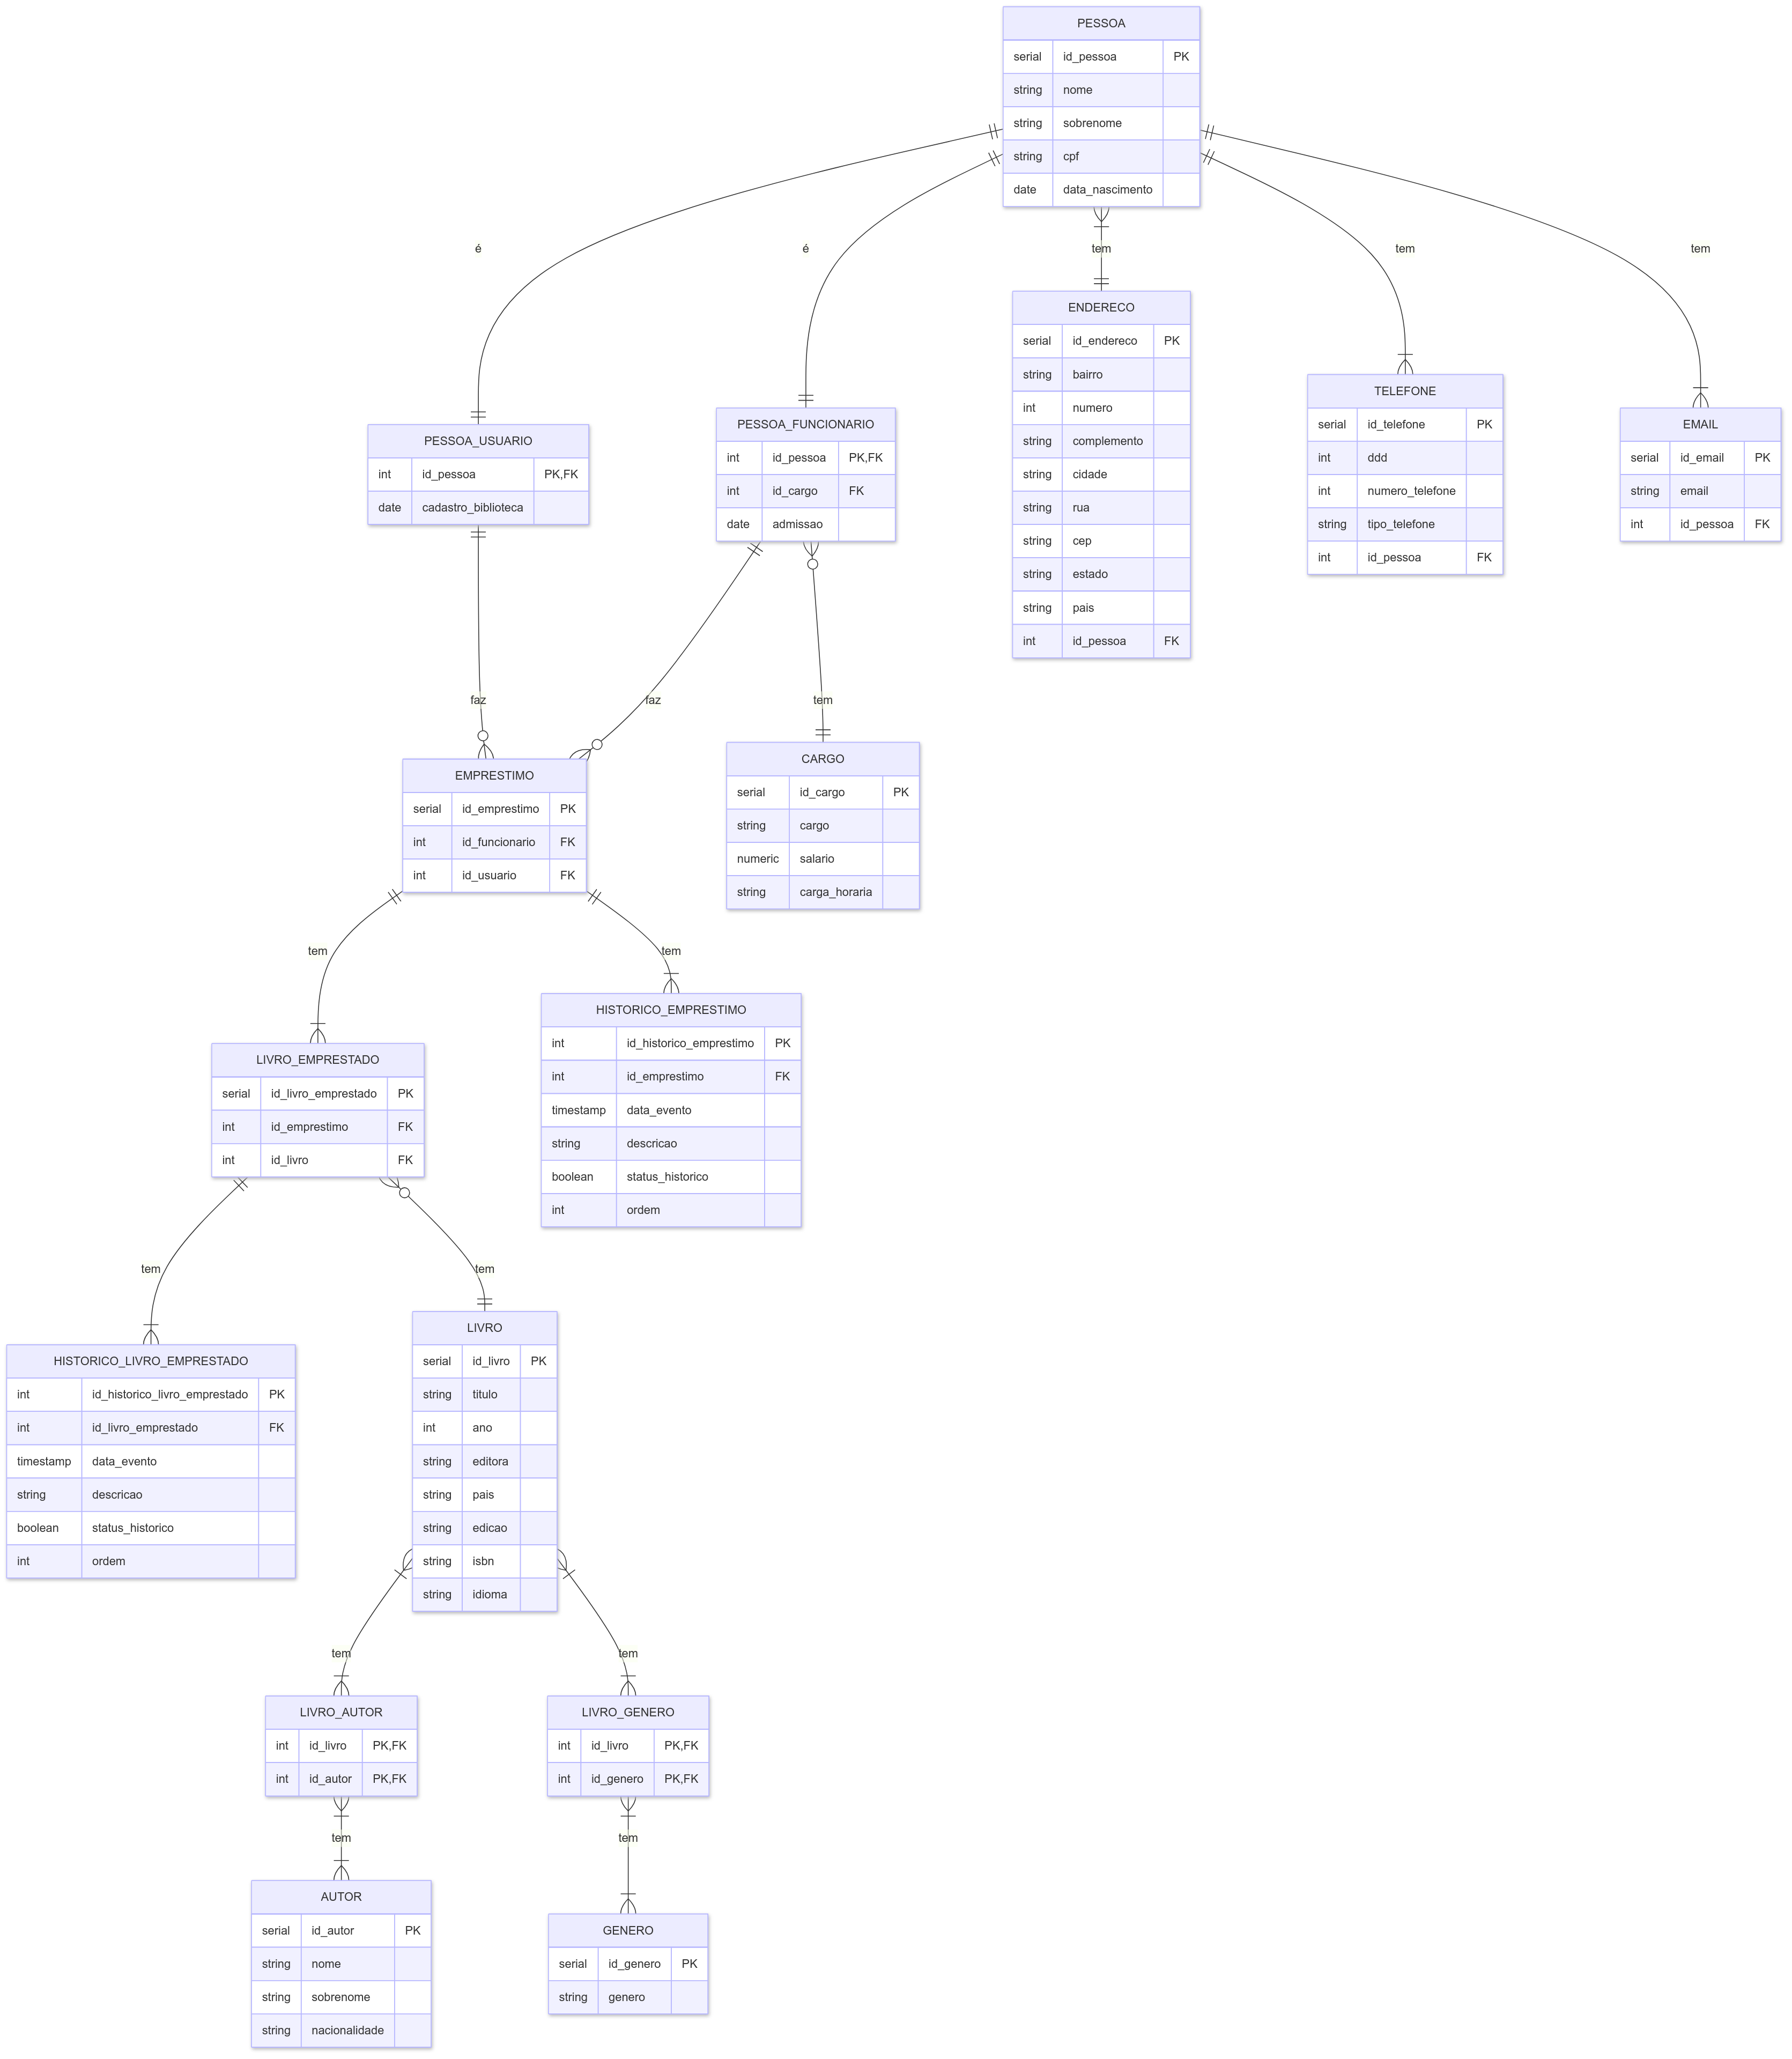 PESSOA
serial id_pessoa PK
string nome
string sobrenome
string cpf
date data_nascimento
é
é
tem
tem
tem
ENDERECO
serial id_endereco PK
string bairro
int numero
string complemento
string cidade
string rua
string cep
string estado
string pais
int id_pessoa FK
TELEFONE
serial id_telefone PK
int ddd
int numero_telefone
string tipo_telefone
int id_pessoa FK
EMAIL
serial id_email PK
string email
int id_pessoa FK
PESSOA_USUARIO
int id_pessoa PK,FK
date cadastro_biblioteca
PESSOA_FUNCIONARIO
int id_pessoa PK,FK
int id_cargo FK
date admissao
faz
faz
tem
EMPRESTIMO
serial id_emprestimo PK
int id_funcionario FK
int id_usuario FK
CARGO
serial id_cargo PK
string cargo
numeric salario
string carga_horaria
tem
tem
LIVRO_EMPRESTADO
serial id_livro_emprestado PK
int id_emprestimo FK
int id_livro FK
HISTORICO_EMPRESTIMO
int id_historico_emprestimo PK
int id_emprestimo FK
timestamp data_evento
string descricao
boolean status_historico
int ordem
tem
tem
HISTORICO_LIVRO_EMPRESTADO
int id_historico_livro_emprestado PK
int id_livro_emprestado FK
timestamp data_evento
string descricao
boolean status_historico
int ordem
LIVRO
serial id_livro PK
string titulo
int ano
string editora
string pais
string edicao
string isbn
string idioma
tem
tem
LIVRO_AUTOR
int id_livro PK,FK
int id_autor PK,FK
LIVRO_GENERO
int id_livro PK,FK
int id_genero PK,FK
tem
tem
AUTOR
serial id_autor PK
string nome
string sobrenome
string nacionalidade
GENERO
serial id_genero PK
string genero